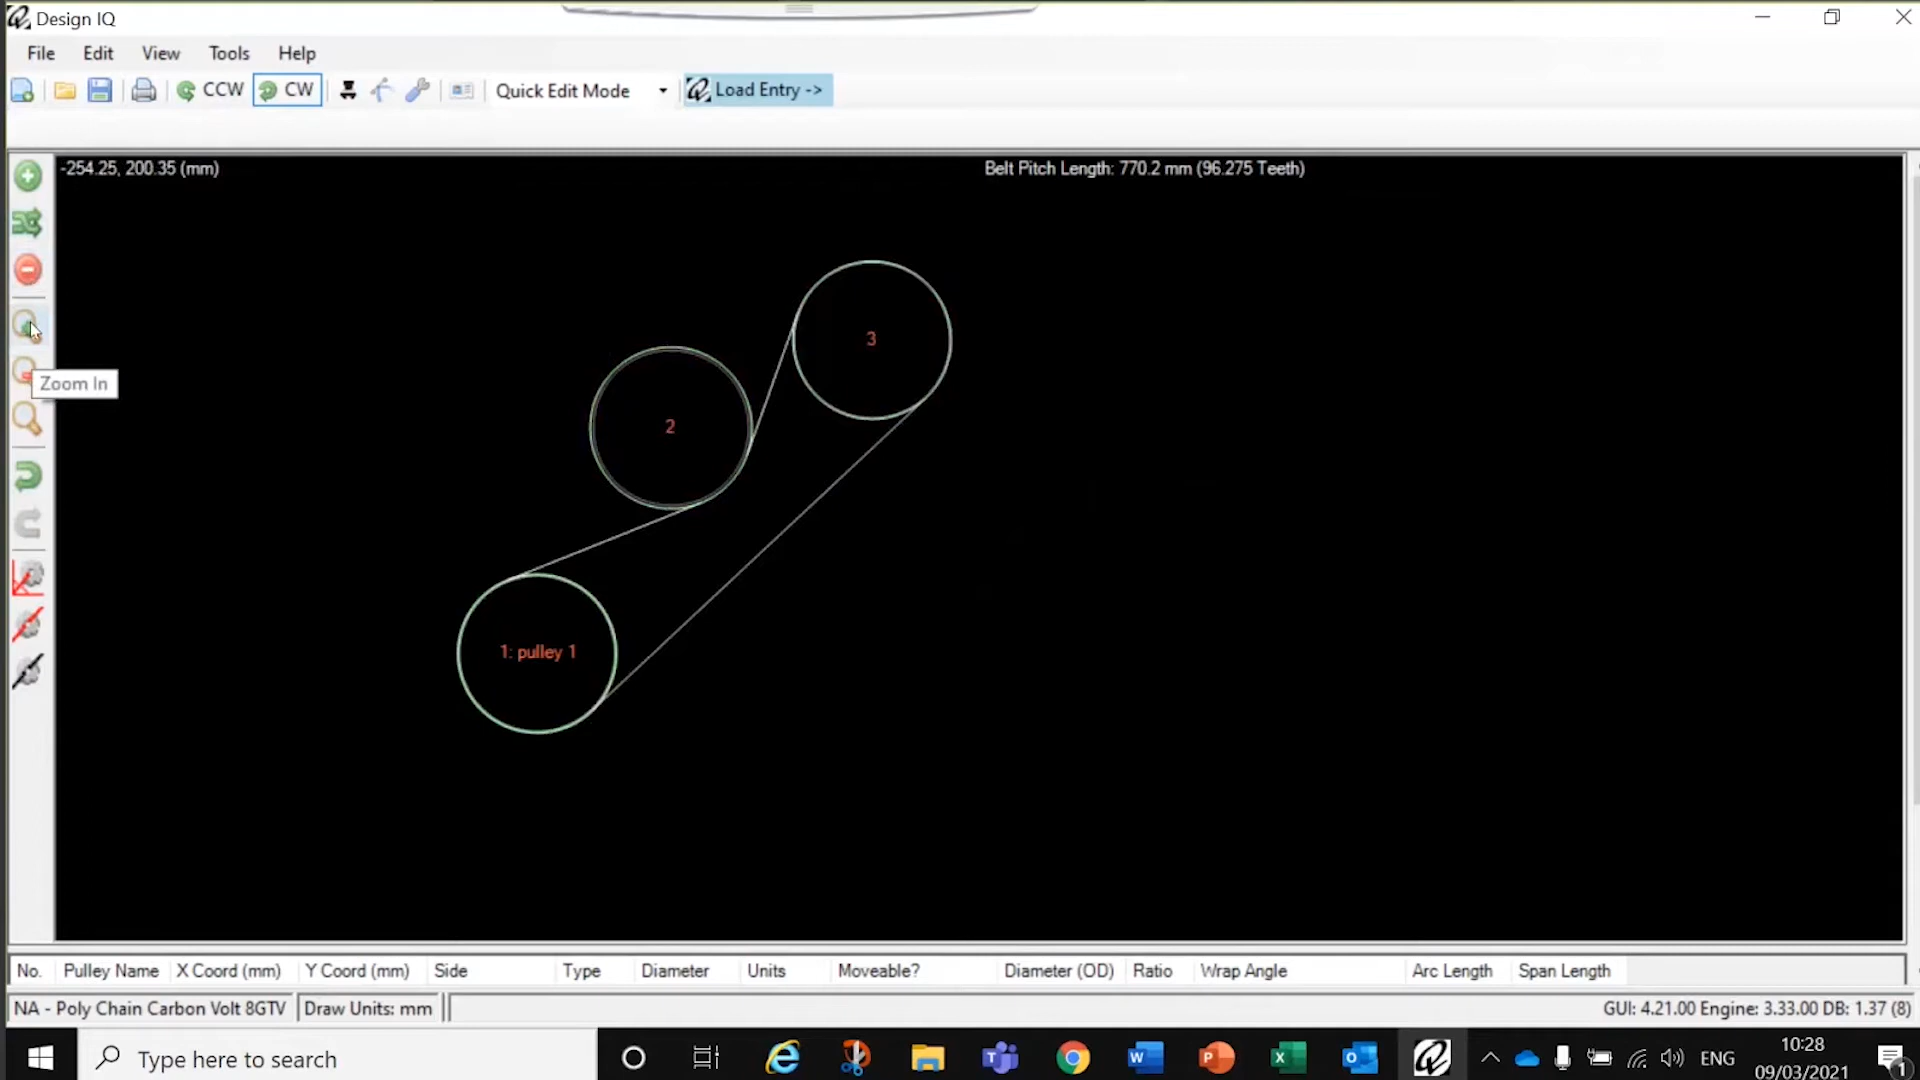 Design IQ
File Edit View Tools Help
CCW CW Quick Edit Mode Load Entry ->
-254.25, 200.35 (mm)
Belt Pitch Length: 770.2 mm (96.275 Teeth)
3
2
Zoom In
1: pulley 1
No. Pulley Name X Coord (mm) Y Coord (mm) Side Type Diameter Units Moveable? Diameter (OD) Ratio Wrap Angle Arc Length Span Length
NA - Poly Chain Carbon Volt 8GTV Draw Units: mm GUI: 4.21.00 Engine: 3.33.00 DB: 1.37 (8)
Type here to search
ENG
10:28
09/03/2021
1